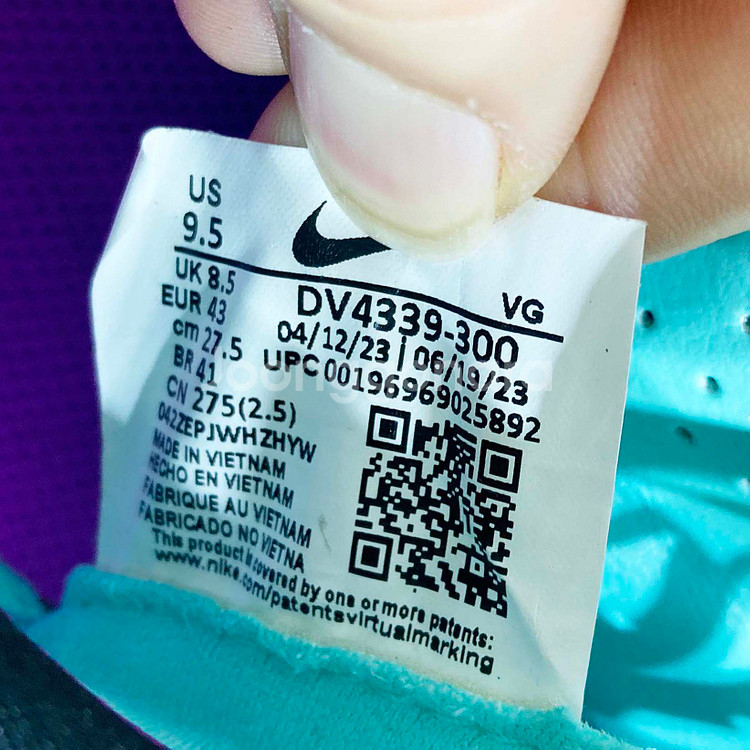 US
9.5
UK 8.5
EUR 43
cm 27.5
BR 41
CN 275(2.5)
042ZEPJWHZHYW
MADE IN VIETNAM
HECHO EN VIETNAM
FABRIQUE AU VIETNAM
FABRICADO NO VIETNA
This product is covered by one or more patents:
www.nike.com/patentsvirtualmarking
VG
DV4339-300
04/12/23 | 06/19/23
UPC 00196969025892